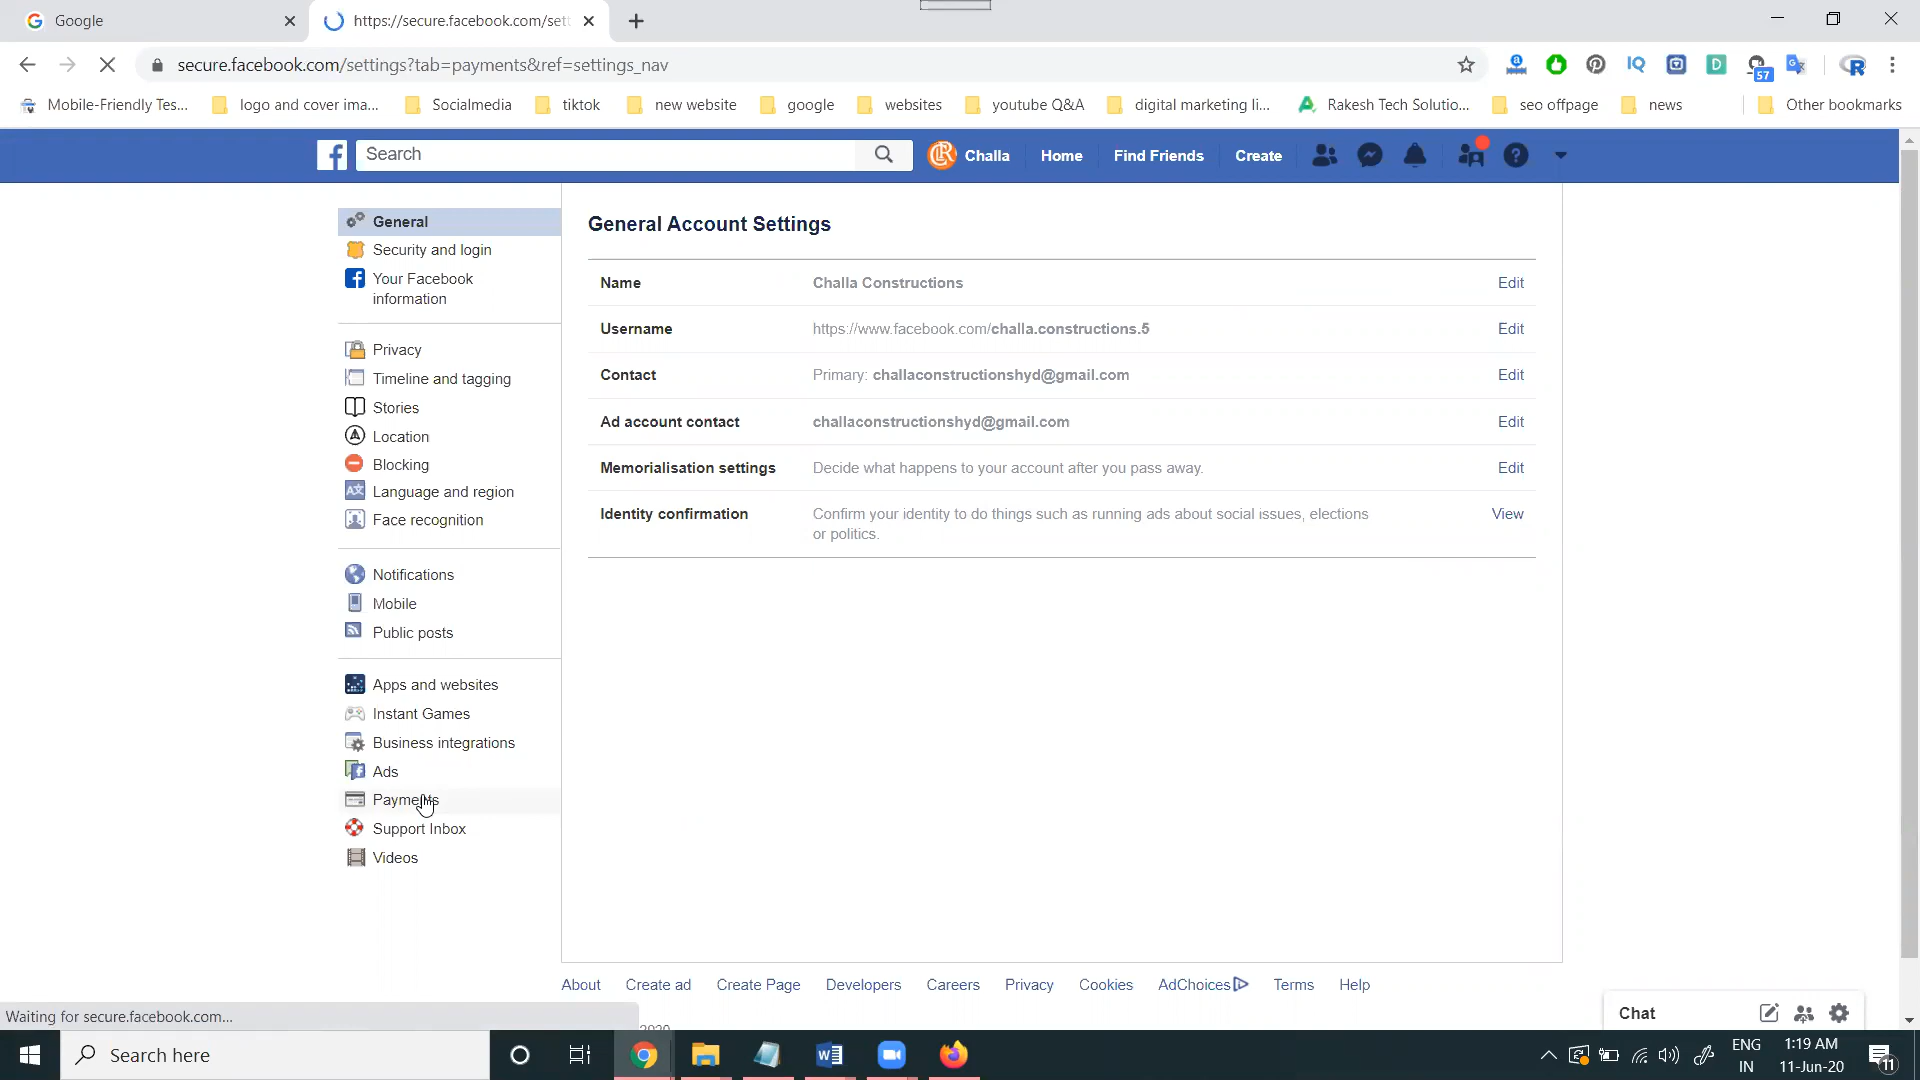 Google
https://secure.facebook.com/sett
secure.facebook.com/settings?tab=payments&ref=settings_nav
57
Mobile-Friendly Tes...
logo and cover ima...
Socialmedia
tiktok
new website
google
websites
youtube Q&A
digital marketing li...
Rakesh Tech Solutio...
seo offpage
news
Other bookmarks
Search
Challa
Home
Find Friends
Create
General
Security and login
Your Facebook
information
Privacy
Timeline and tagging
Stories
Location
Blocking
Language and region
Face recognition
Notifications
Mobile
Public posts
Apps and websites
Instant Games
Business integrations
Ads
Payments
Support Inbox
Videos
General Account Settings
Name Challa Constructions Edit
Username https://www.facebook.com/challa.constructions.5 Edit
Contact Primary: challaconstructionshyd@gmail.com Edit
Ad account contact challaconstructionshyd@gmail.com Edit
Memorialisation settings Decide what happens to your account after you pass away. Edit
Identity confirmation Confirm your identity to do things such as running ads about social issues, elections View
or politics.
About Create ad Create Page Developers Careers Privacy Cookies AdChoices Terms Help
Chat
Waiting for secure.facebook.com...
2020
Search here
ENG
IN
1:19 AM
11-Jun-20
11